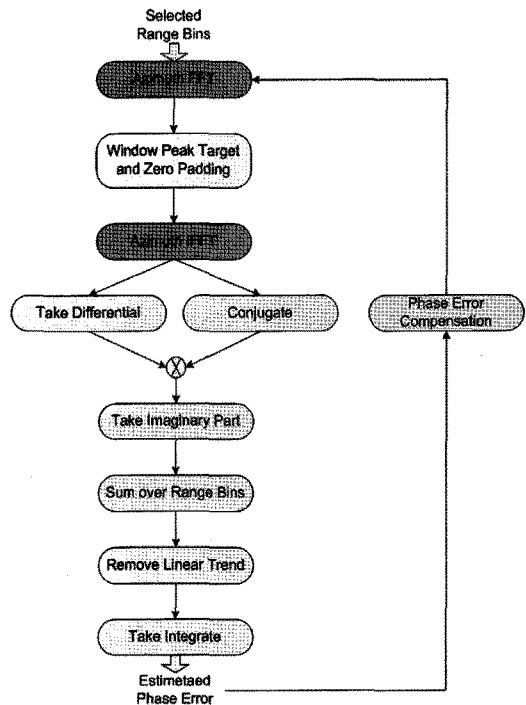 Selected
Range Bins
Azimuth FFT
Window Peak Target
and Zero Padding
Azimuth
Take Differential
Conjugate
Phase Error
Compensation
X
Take Imaginary Part
Sum over Range Bins
Remove Linear Trend
Take Integrate
Estimetaed
Phase Error